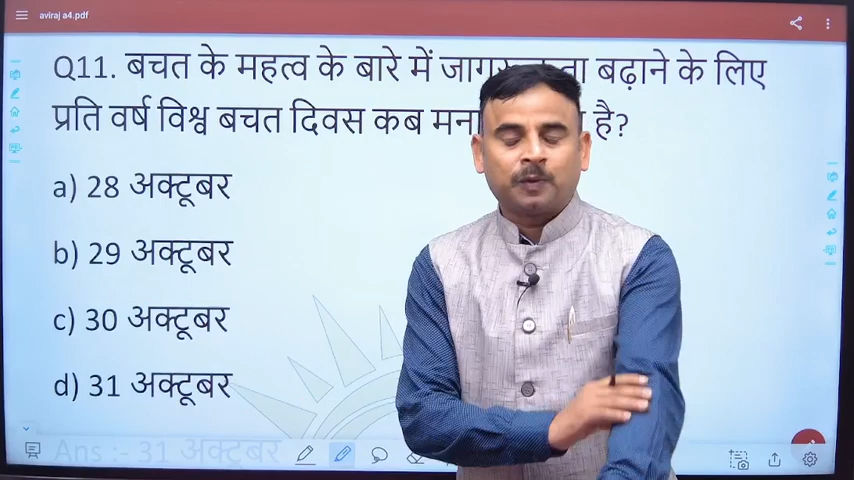 aviraj a4.pdf
Q11. बचत के महत्व के बारे में बढ़ाने के लिए
प्रति वर्ष विश्व बचत दिवस कब है?
a) 28 अक्टूबर
b) 29 अक्टूबर
c) 30 अक्टूबर
d) 31 अक्टूबर
Ans :- 31 अक्टूबर